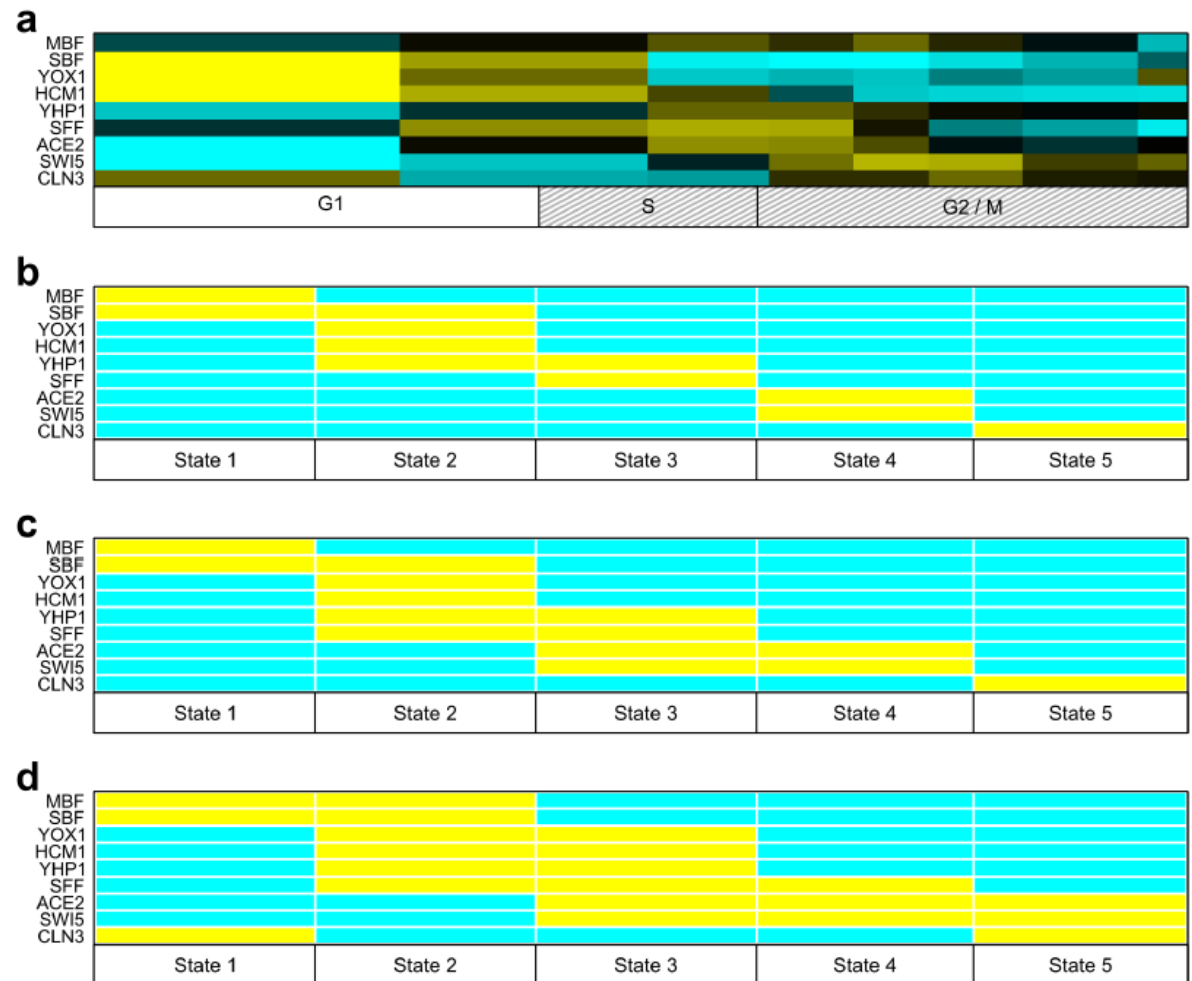 a
MBF
SBF
YOX1
HCM1
YHP1
SFF
ACE2
SWI5
CLN3
G1 S G2 / M
b
MBF
SBF
YOX1
HCM1
YHP1
SFF
ACE2
SWI5
CLN3
State 1 State 2 State 3 State 4 State 5
c
MBF
SBF
YOX1
HCM1
YHP1
SFF
ACE2
SWI5
CLN3
State 1 State 2 State 3 State 4 State 5
d
MBF
SBF
YOX1
HCM1
YHP1
SFF
ACE2
SWI5
CLN3
State 1 State 2 State 3 State 4 State 5